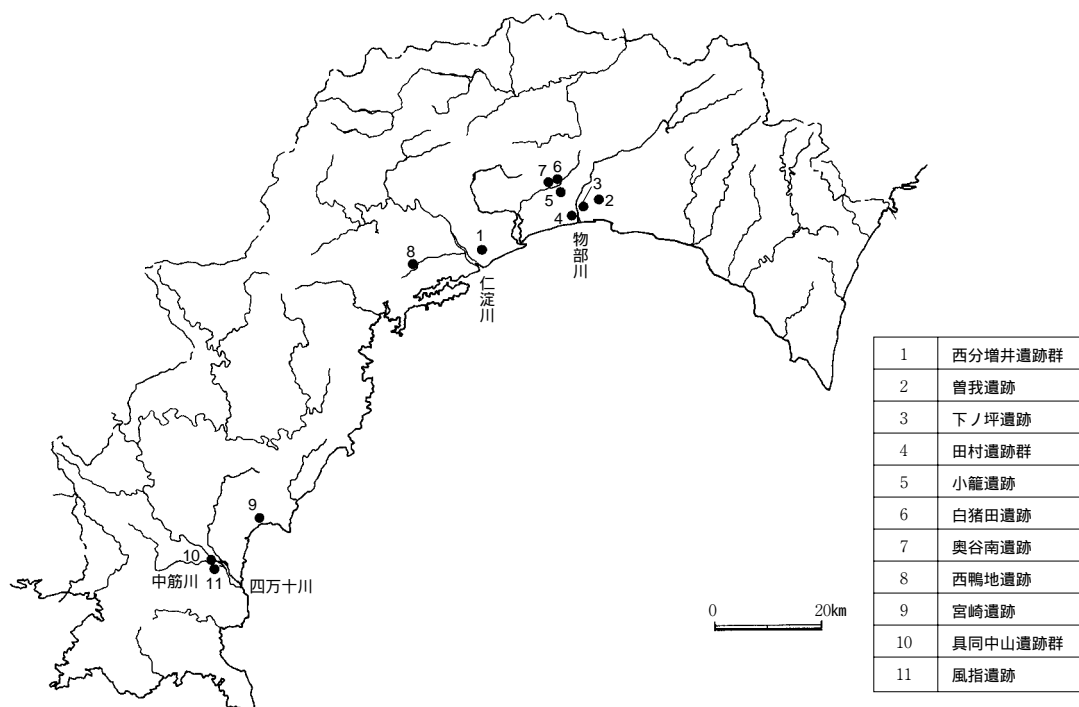 7 6
5
3
2
4
物部川
1
8
仁淀川
9
10
中筋川
11
四万十川
0 20km
1 西分増井遺跡群
2 曽我遺跡
3 下ノ坪遺跡
4 田村遺跡群
5 小籠遺跡
6 白猪田遺跡
7 奥谷南遺跡
8 西鴨地遺跡
9 宮崎遺跡
10 具同中山遺跡群
11 風指遺跡